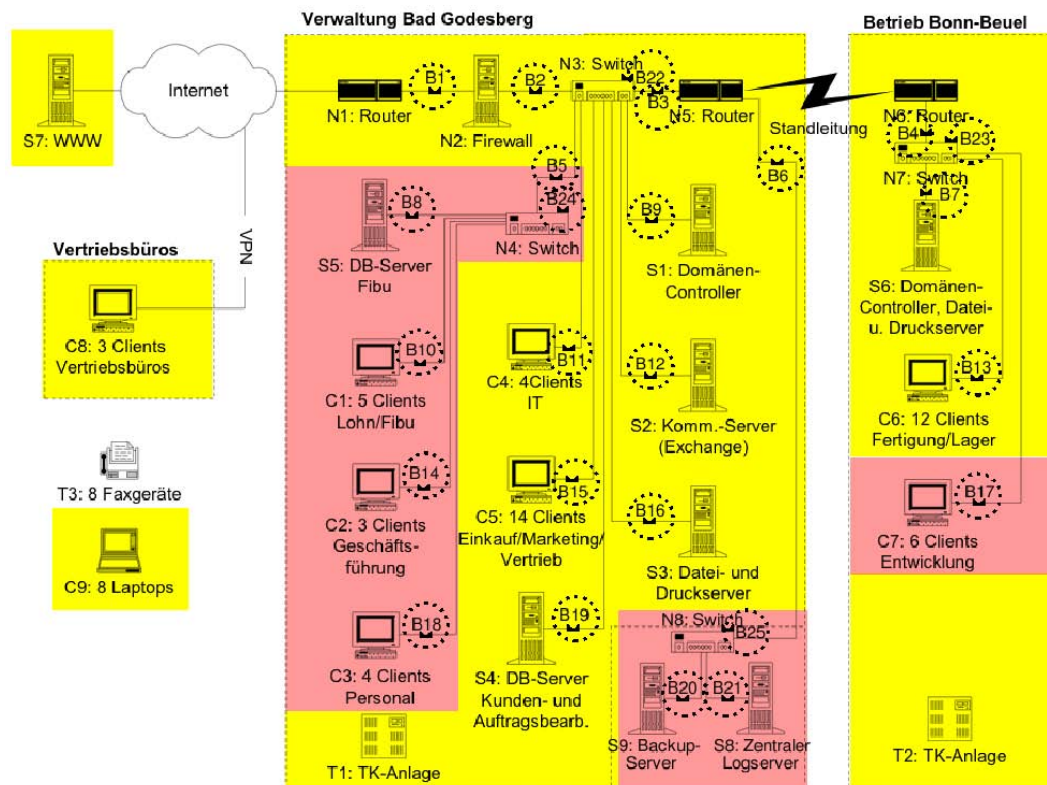 Verwaltung Bad Godesberg
Betrieb Bonn-Beuel
S7: WWW
Internet
N1: Router
B1
N2: Firewall
B2
N3: Switch
B22
B3
N5: Router
Standleitung
N6: Router
B4
B23
N7: Switch
B7
B5
B24
B6
B8
N4: Switch
B9
S5: DB-Server
Fibu
S1: Domänen-
Controller
S6: Domänen-
Controller, Datei-
u. Druckserver
VPN
Vertriebsbüros
C8: 3 Clients
Vertriebsbüros
B10
C1: 5 Clients
Lohn/Fibu
B11
C4: 4Clients
IT
B12
S2: Komm.-Server
(Exchange)
B13
C6: 12 Clients
Fertigung/Lager
T3: 8 Faxgeräte
B14
C2: 3 Clients
Geschäfts-
führung
B15
C5: 14 Clients
Einkauf/Marketing/
Vertrieb
B16
S3: Datei- und
Druckserver
B17
C7: 6 Clients
Entwicklung
C9: 8 Laptops
B18
C3: 4 Clients
Personal
B19
S4: DB-Server
Kunden- und
Auftragsbearb.
N8: Switch
B25
B20
B21
S9: Backup-
Server
S8: Zentraler
Logserver
T1: TK-Anlage
T2: TK-Anlage